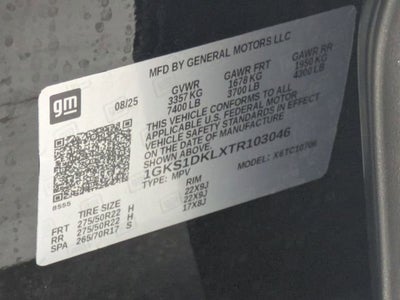 gm
MFD BY GENERAL MOTORS LLC
08/25
GVWR GAWR FRT GAWR RR
3357 KG 1678 KG 1950 KG
7400 LB 3700 LB 4300 LB
THIS VEHICLE CONFORMS TO ALL
APPLICABLE U.S. FEDERAL MOTOR
VEHICLE SAFETY STANDARDS IN EFFECT
ON THE DATE OF MANUFACTURE
SHOWN ABOVE.
1GKS1DKLXTR103046
TYPE: MPV MODEL: X6TC10706
8555
TIRE SIZE RIM
FRT 275/50R22 H 22X9J
RR 275/50R22 H 22X9J
SPA 265/70R17 S 17X8J